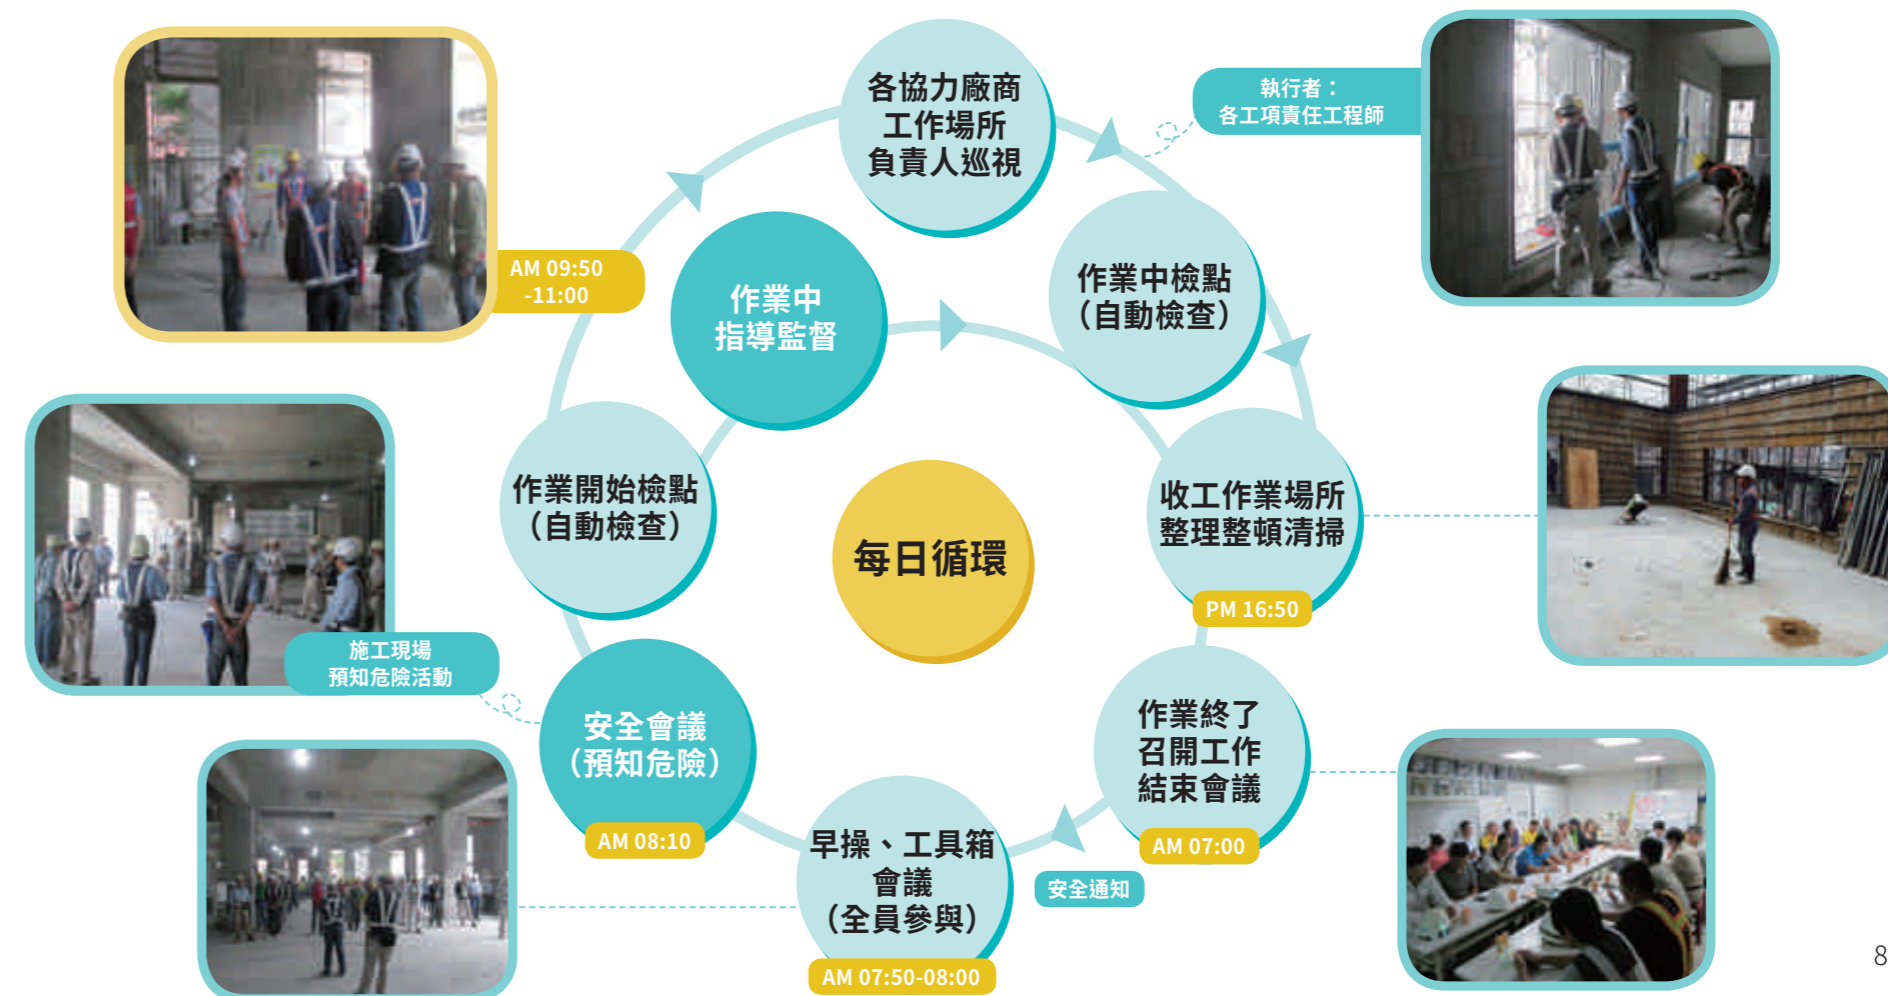 各協力廠商
工作場所
負責人巡視
執行者：
各工項責任工程師
AM 09:50
-11:00
作業中
指導監督
作業中檢點
（自動檢查）
作業開始檢點
（自動檢查）
收工作業場所
整理整頓清掃
每日循環
PM 16:50
施工現場
預知危險活動
安全會議
（預知危險）
AM 08:10
作業終了
召開工作
結束會議
AM 07:00
早操、工具箱
會議
（全員參與）
安全通知
AM 07:50-08:00
8